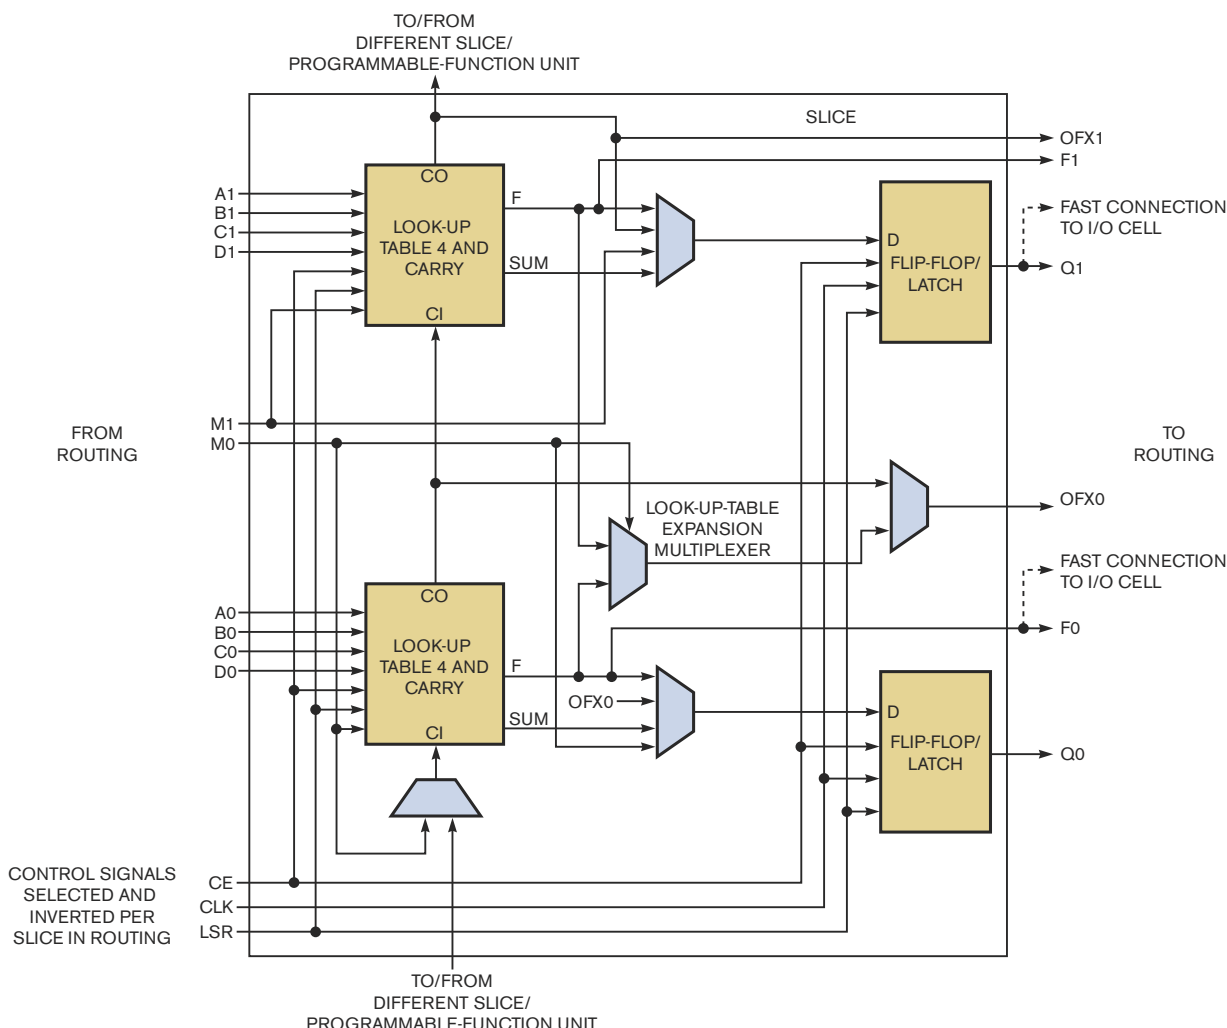 TO/FROM
DIFFERENT SLICE/
PROGRAMMABLE-FUNCTION UNIT
SLICE
OFX1
F1
CO
A1
B1
C1
D1
LOOK-UP
TABLE 4 AND
CARRY
F
SUM
CI
D
FLIP-FLOP/
LATCH
FAST CONNECTION
TO I/O CELL
Q1
FROM
ROUTING
M1
M0
TO
ROUTING
LOOK-UP-TABLE
EXPANSION
MULTIPLEXER
OFX0
FAST CONNECTION
TO I/O CELL
F0
CO
A0
B0
C0
D0
LOOK-UP
TABLE 4 AND
CARRY
F
OFX0
SUM
CI
D
FLIP-FLOP/
LATCH
Q0
CONTROL SIGNALS
SELECTED AND
INVERTED PER
SLICE IN ROUTING
CE
CLK
LSR
TO/FROM
DIFFERENT SLICE/
PROGRAMMABLE-FUNCTION UNIT